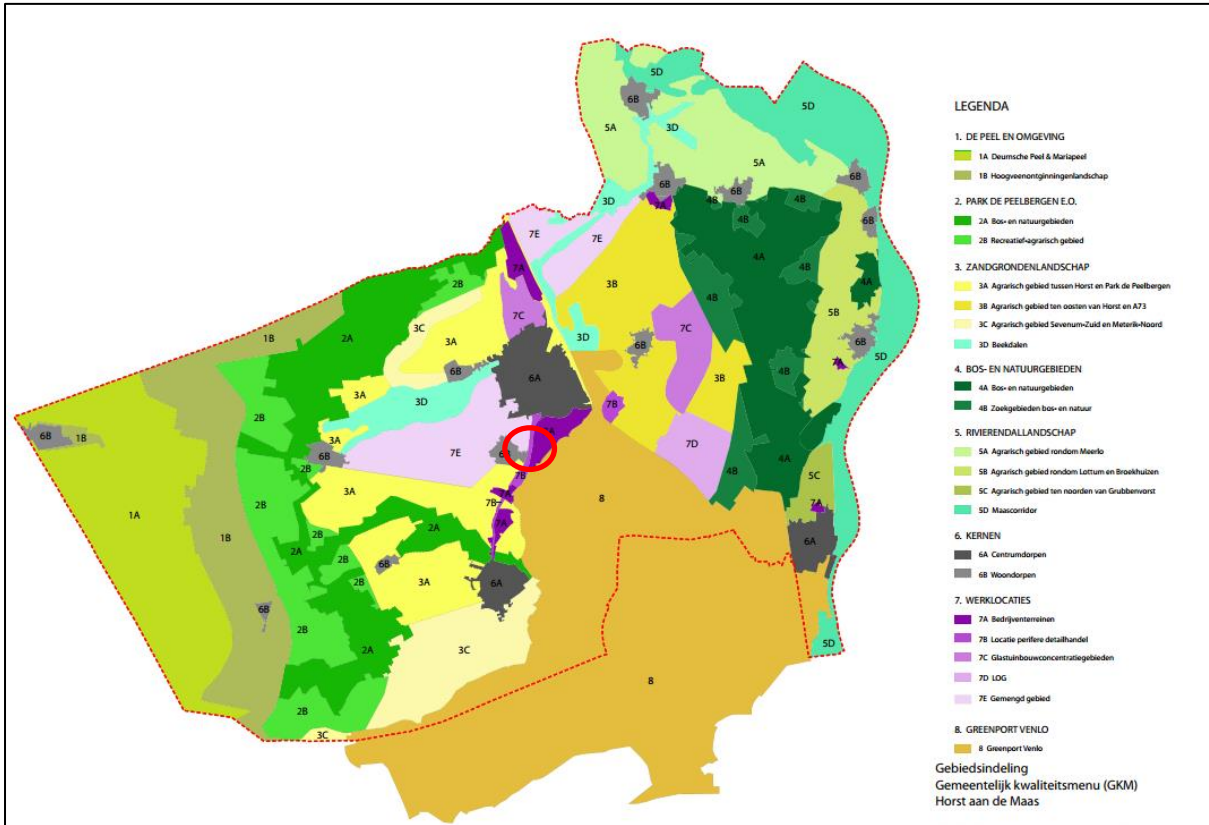 5D
6B
5D
5A
3D
5A
6B
6B
6B
3D
7A
4B
4B
4B
6B
7E
7E
4A
7A
4B
2B
3B
4A
4B
5B
7C
3C
7C
1B
2A
3A
3D
6B
6B
5D
7A
6B
4B
6A
3B
3A
3D
7B
2B
6B
1B
3A
7D
6B
7E
4A
2B
4B
7B
5C
3A
7A
8
2B
7B
7A
1A
7A
2A
2B
1B
6A
2A
2B
6B
2B
3A
6A
6B
2B
5D
2A
3C
8
2B
3C
LEGENDA
1. DE PEEL EN OMGEVING
1A Deurnsche Peel & Mariapeel
1B Hoogveenontginningenlandschap
2. PARK DE PEELBERGEN E.O.
2A Bos- en natuurgebieden
2B Recreatief-agrarisch gebied
3. ZANDGRONDENLANDSCHAP
3A Agrarisch gebied tussen Horst en Park de Peelbergen
3B Agrarisch gebied ten oosten van Horst en A73
3C Agrarisch gebied Sevenum-Zuid en Meterik-Noord
3D Beekdalen
4. BOS- EN NATUURGEBIEDEN
4A Bos- en natuurgebieden
4B Zoekgebieden bos- en natuur
5. RIVIERENDALLANDSCHAP
5A Agrarisch gebied rondom Meerlo
5B Agrarisch gebied rondom Lottum en Broekhuizen
5C Agrarisch gebied ten noorden van Grubbenvorst
5D Maascorridor
6. KERNEN
6A Centrumdorpen
6B Woondorpen
7. WERKLOCATIES
7A Bedrijventerreinen
7B Locatie perifere detailhandel
7C Glastuinbouwconcentratiegebieden
7D LOG
7E Gemengd gebied
8. GREENPORT VENLO
8 Greenport Venlo
Gebiedsindeling
Gemeentelijk kwaliteitsmenu (GKM)
Horst aan de Maas